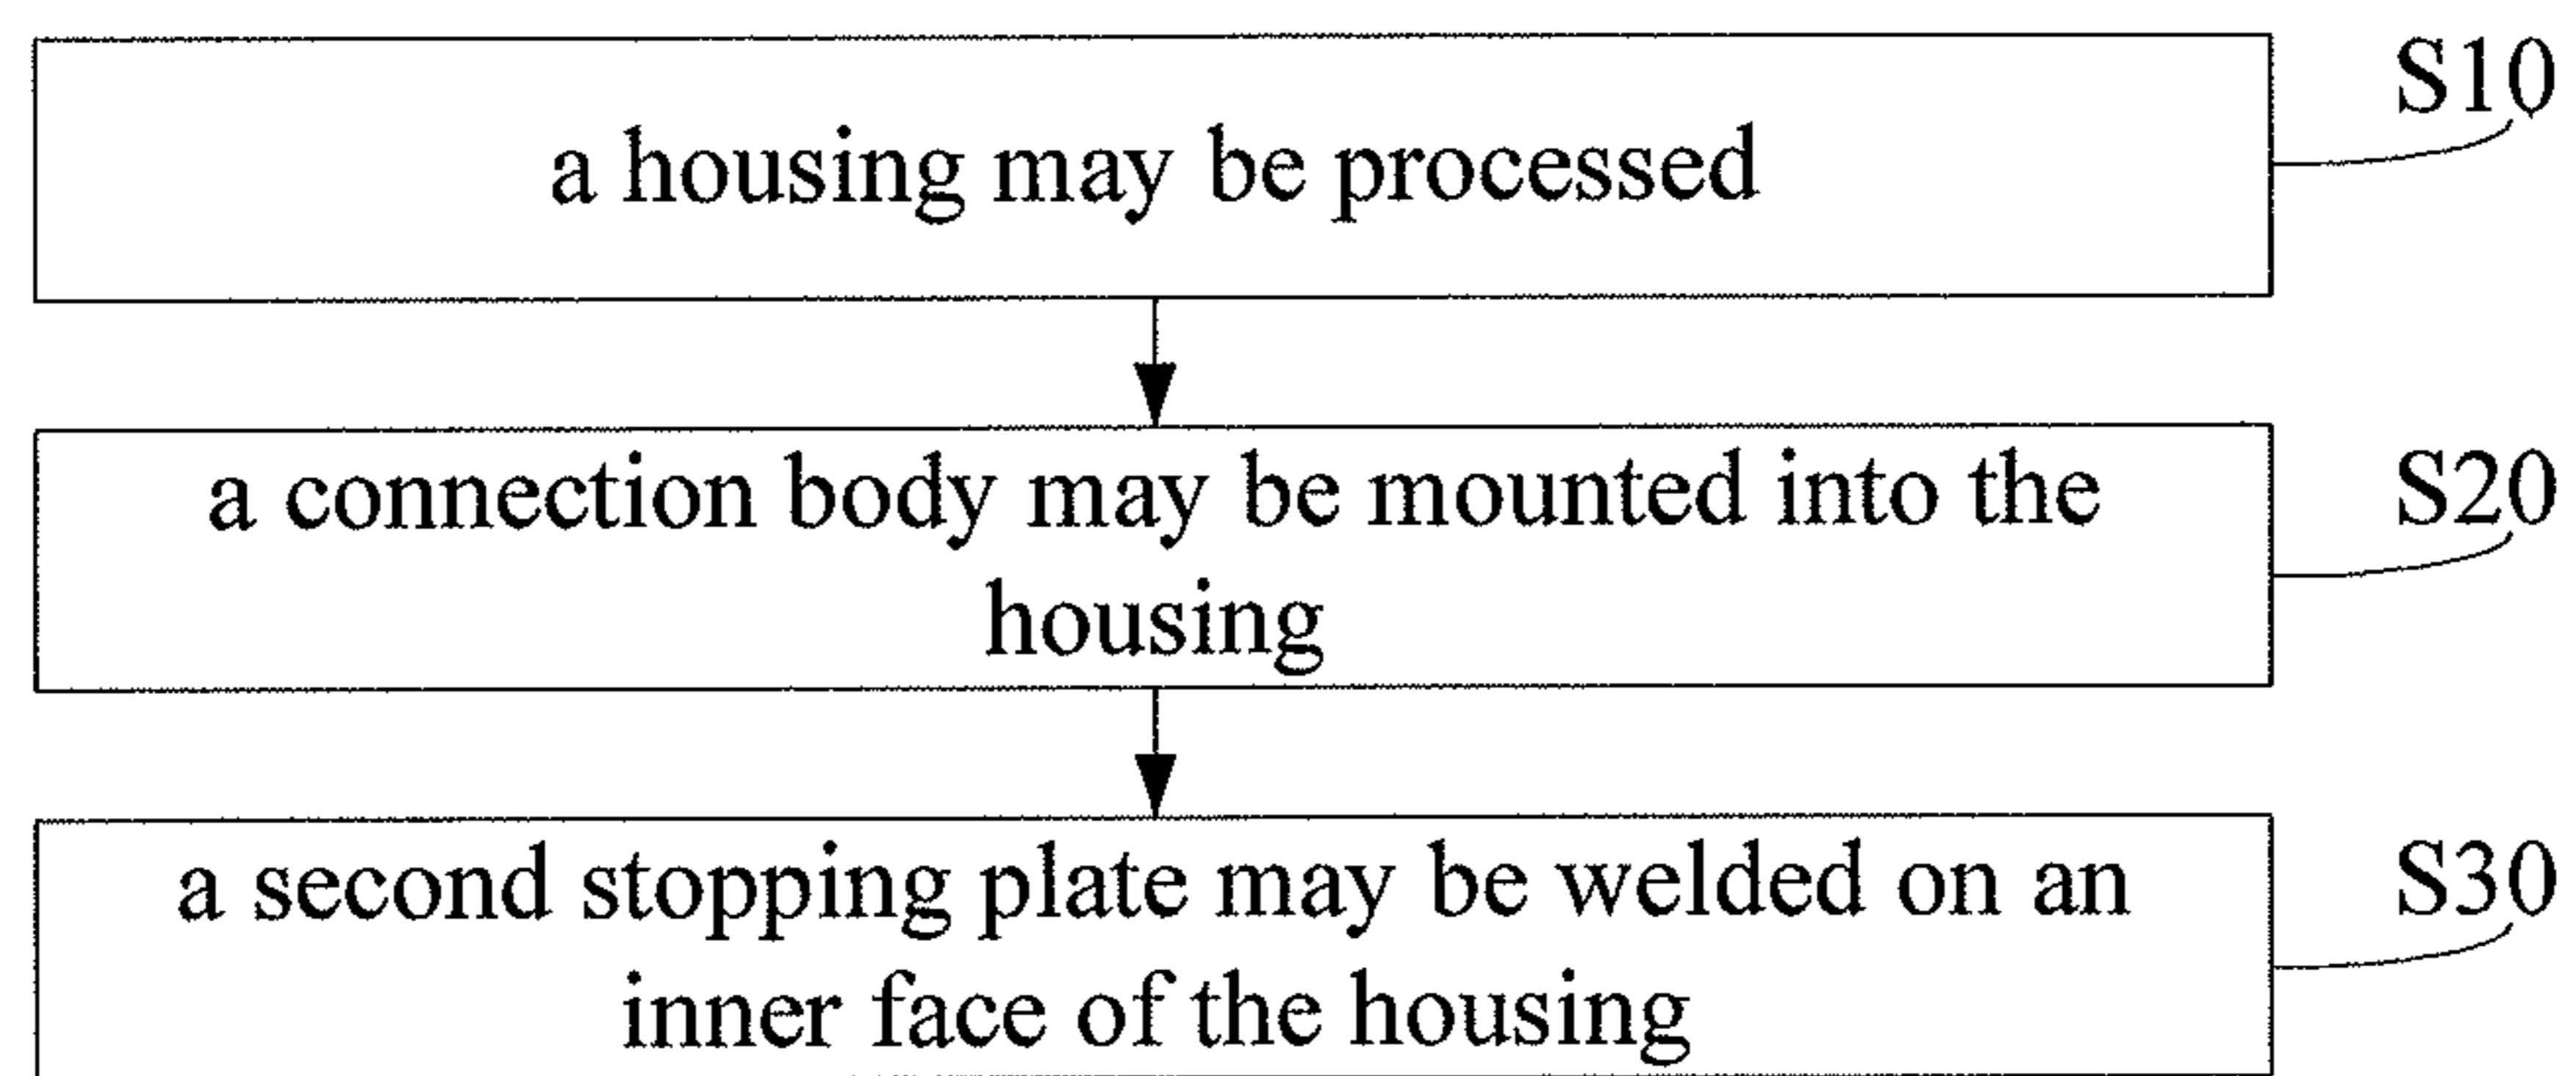 a housing may be processed
S10
a connection body may be mounted into the
housing
S20
a second stopping plate may be welded on an
inner face of the housing
S30